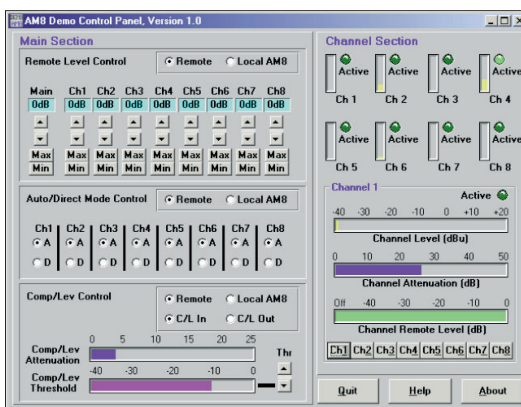 AM8 Demo Control Panel, Version 1.0
Main Section
Remote Level Control Remote Local AM8
Main Ch1 Ch2 Ch3 Ch4 Ch5 Ch6 Ch7 Ch8
0dB 0dB 0dB 0dB 0dB 0dB 0dB 0dB 0dB
Max Max Max Max Max Max Max Max Max
Min Min Min Min Min Min Min Min Min
Auto/Direct Mode Control Remote Local AM8
Ch1 Ch2 Ch3 Ch4 Ch5 Ch6 Ch7 Ch8
A A A A A A A A
D D D D D D D D
Comp/Lev Control Remote Local AM8
C/L In C/L Out
0 5 10 15 20 25
Comp/Lev Attenuation
Thr
-40 -30 -20 -10 0
Comp/Lev Threshold
Channel Section
Active Active Active Active
Ch 1 Ch 2 Ch 3 Ch 4
Active Active Active Active
Ch 5 Ch 6 Ch 7 Ch 8
Channel 1
Active
-40 -30 -20 -10 0 +10 +20
Channel Level (dBu)
0 10 20 30 40 50
Channel Attenuation (dB)
Off -40 -30 -20 -10 0
Channel Remote Level (dB)
Ch1 Ch2 Ch3 Ch4 Ch5 Ch6 Ch7 Ch8
Quit Help About